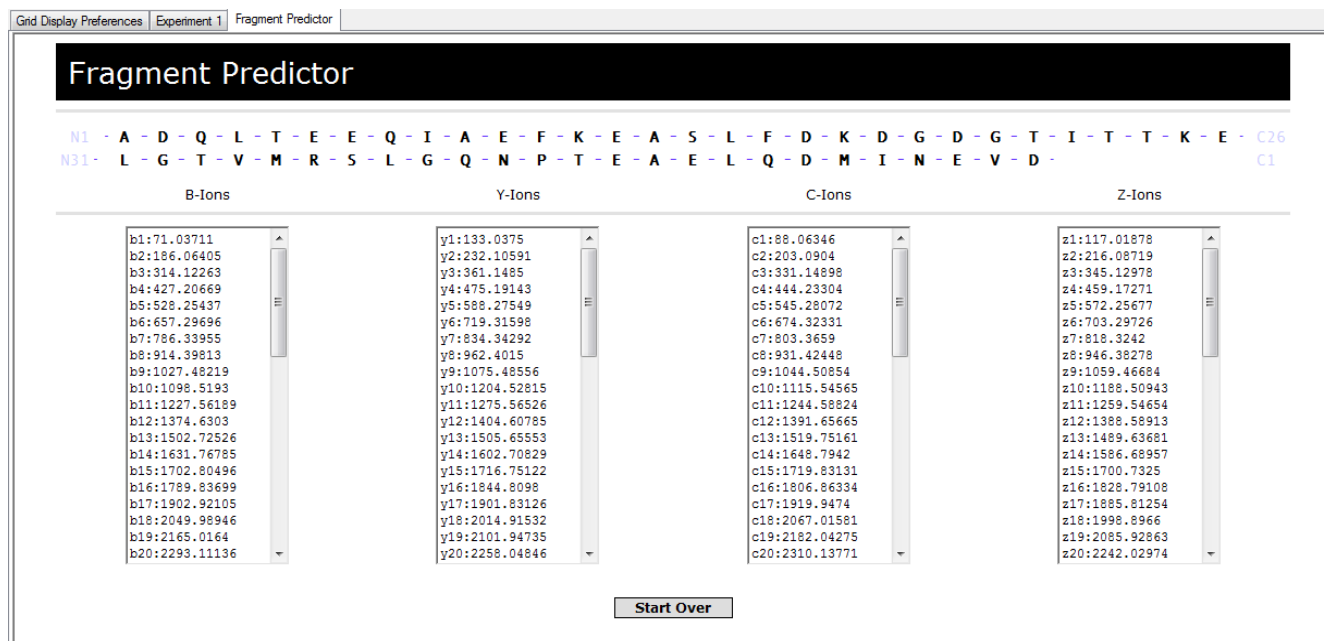 Grid Display Preferences Experiment 1 Fragment Predictor
Fragment Predictor
N1 - A - D - Q - L - T - E - E - Q - I - A - E - F - K - E - A - S - L - F - D - K - D - G - D - G - T - I - T - T - K - E - C26
N31 - L - G - T - V - M - R - S - L - G - Q - N - P - T - E - A - E - L - Q - D - M - I - N - E - V - D - C1
B-Ions Y-Ions C-Ions Z-Ions
b1:71.03711 y1:133.0375 c1:88.06346 z1:117.01878
b2:186.06405 y2:232.10591 c2:203.0904 z2:216.08719
b3:314.12263 y3:361.1485 c3:331.14898 z3:345.12978
b4:427.20669 y4:475.19143 c4:444.23304 z4:459.17271
b5:528.25437 y5:588.27549 c5:545.28072 z5:572.25677
b6:657.29696 y6:719.31598 c6:674.32331 z6:703.29726
b7:786.33955 y7:834.34292 c7:803.3659 z7:818.3242
b8:914.39813 y8:962.4015 c8:931.42448 z8:946.38278
b9:1027.48219 y9:1075.48556 c9:1044.50854 z9:1059.46684
b10:1098.5193 y10:1204.52815 c10:1115.54565 z10:1188.50943
b11:1227.56189 y11:1275.56526 c11:1244.58824 z11:1259.54654
b12:1374.6303 y12:1404.60785 c12:1391.65665 z12:1388.58913
b13:1502.72526 y13:1505.65553 c13:1519.75161 z13:1489.63681
b14:1631.76785 y14:1602.70829 c14:1648.7942 z14:1586.68957
b15:1702.80496 y15:1716.75122 c15:1719.83131 z15:1700.7325
b16:1789.83699 y16:1844.8098 c16:1806.86334 z16:1828.79108
b17:1902.92105 y17:1901.83126 c17:1919.9474 z17:1885.81254
b18:2049.98946 y18:2014.91532 c18:2067.01581 z18:1998.8966
b19:2165.0164 y19:2101.94735 c19:2182.04275 z19:2085.92863
b20:2293.11136 y20:2258.04846 c20:2310.13771 z20:2242.02974
Start Over